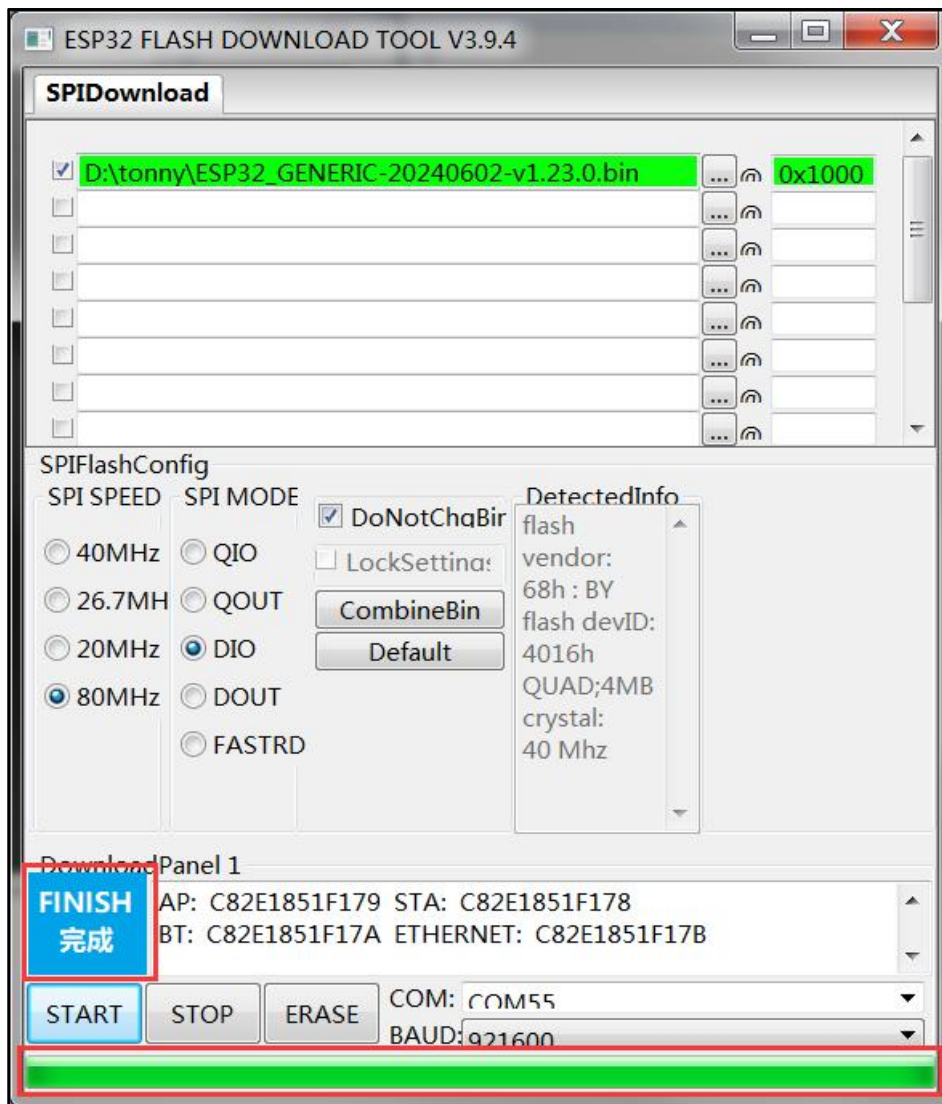 ESP32 FLASH DOWNLOAD TOOL V3.9.4
SPIDownload
D:\tonny\ESP32_GENERIC-20240602-v1.23.0.bin ... @ 0x1000
... @
... @
... @
... @
... @
... @
... @
SPIFlashConfig
SPI SPEED SPI MODE DetectedInfo
DoNotChgBin
flash
40MHz QIO
LockSettings
vendor:
68h : BY
26.7MH QOUT
CombineBin
flash devID:
20MHz DIO
Default
4016h
QUAD;4MB
80MHz DOUT
crystal:
FASTRD
40 Mhz
DownloadPanel 1
FINISH
完成
AP: C82E1851F179 STA: C82E1851F178
BT: C82E1851F17A ETHERNET: C82E1851F17B
START STOP ERASE
COM: COM55
BAUD: 921600